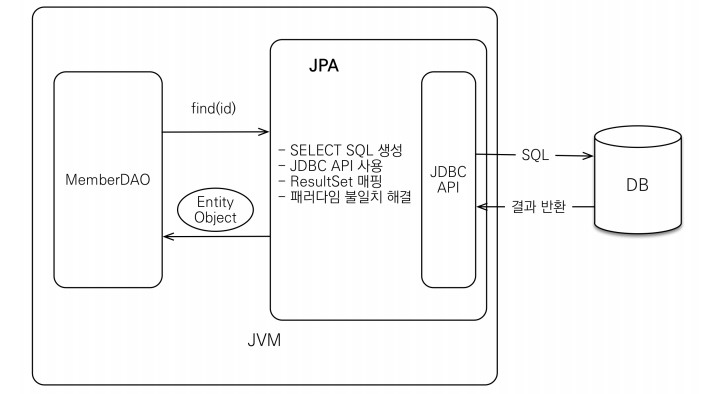 JPA
find(id)
- SELECT SQL 생성
- JDBC API 사용
- ResultSet 매핑
- 패러다임 불일치 해결
MemberDAO
Entity
Object
JDBC
API
SQL
결과 반환
DB
JVM